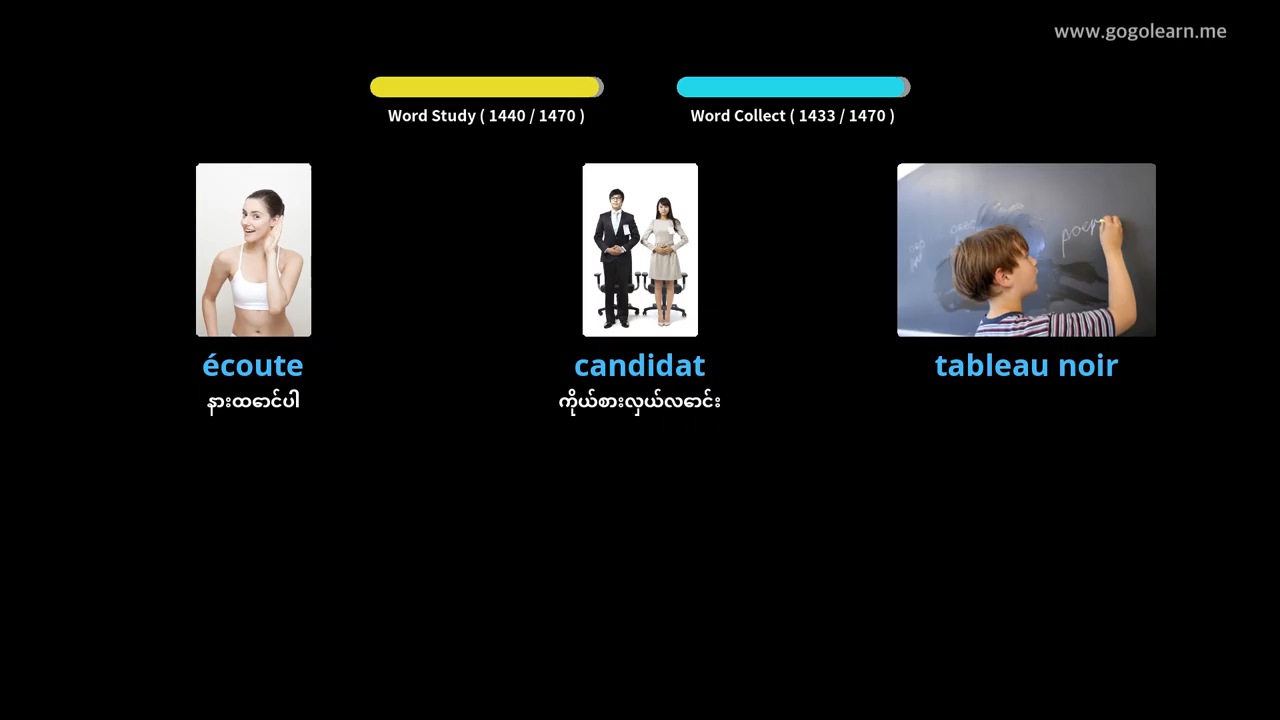 www.gogolearn.me
Word Study ( 1440 / 1470 )
Word Collect ( 1433 / 1470 )
poer
écoute
candidat
tableau noir
နားထောင်ပါ
ကိုယ်စားလှယ်လောင်း